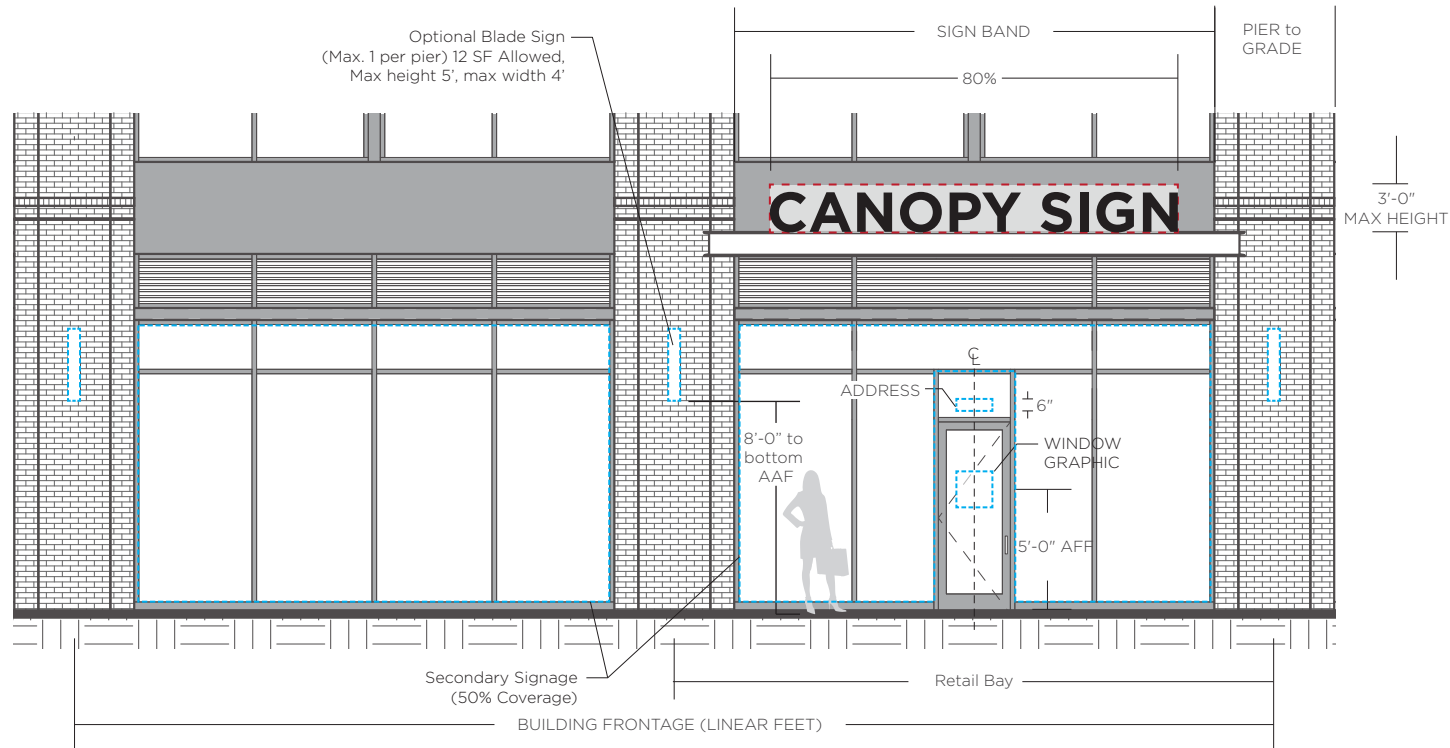 Optional Blade Sign
(Max. 1 per pier) 12 SF Allowed,
Max height 5’, max width 4’
SIGN BAND
PIER to
GRADE
80%
CANOPY SIGN
3'-0"
MAX HEIGHT
℄
ADDRESS
6"
8’-0” to
bottom
AAF
WINDOW
GRAPHIC
5'-0" AFF
Secondary Signage
(50% Coverage)
Retail Bay
BUILDING FRONTAGE (LINEAR FEET)